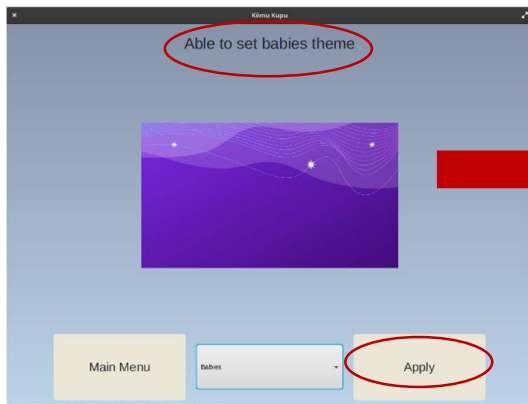 Kēmu Kupu
Able to set babies theme
Main Menu
Babies
Apply